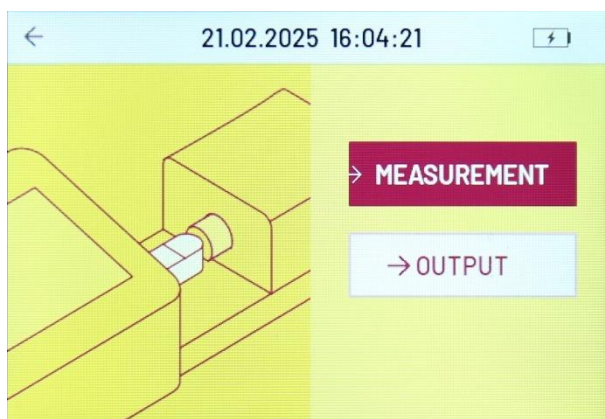 ← 21.02.2025 16:04:21
→ MEASUREMENT
→ OUTPUT